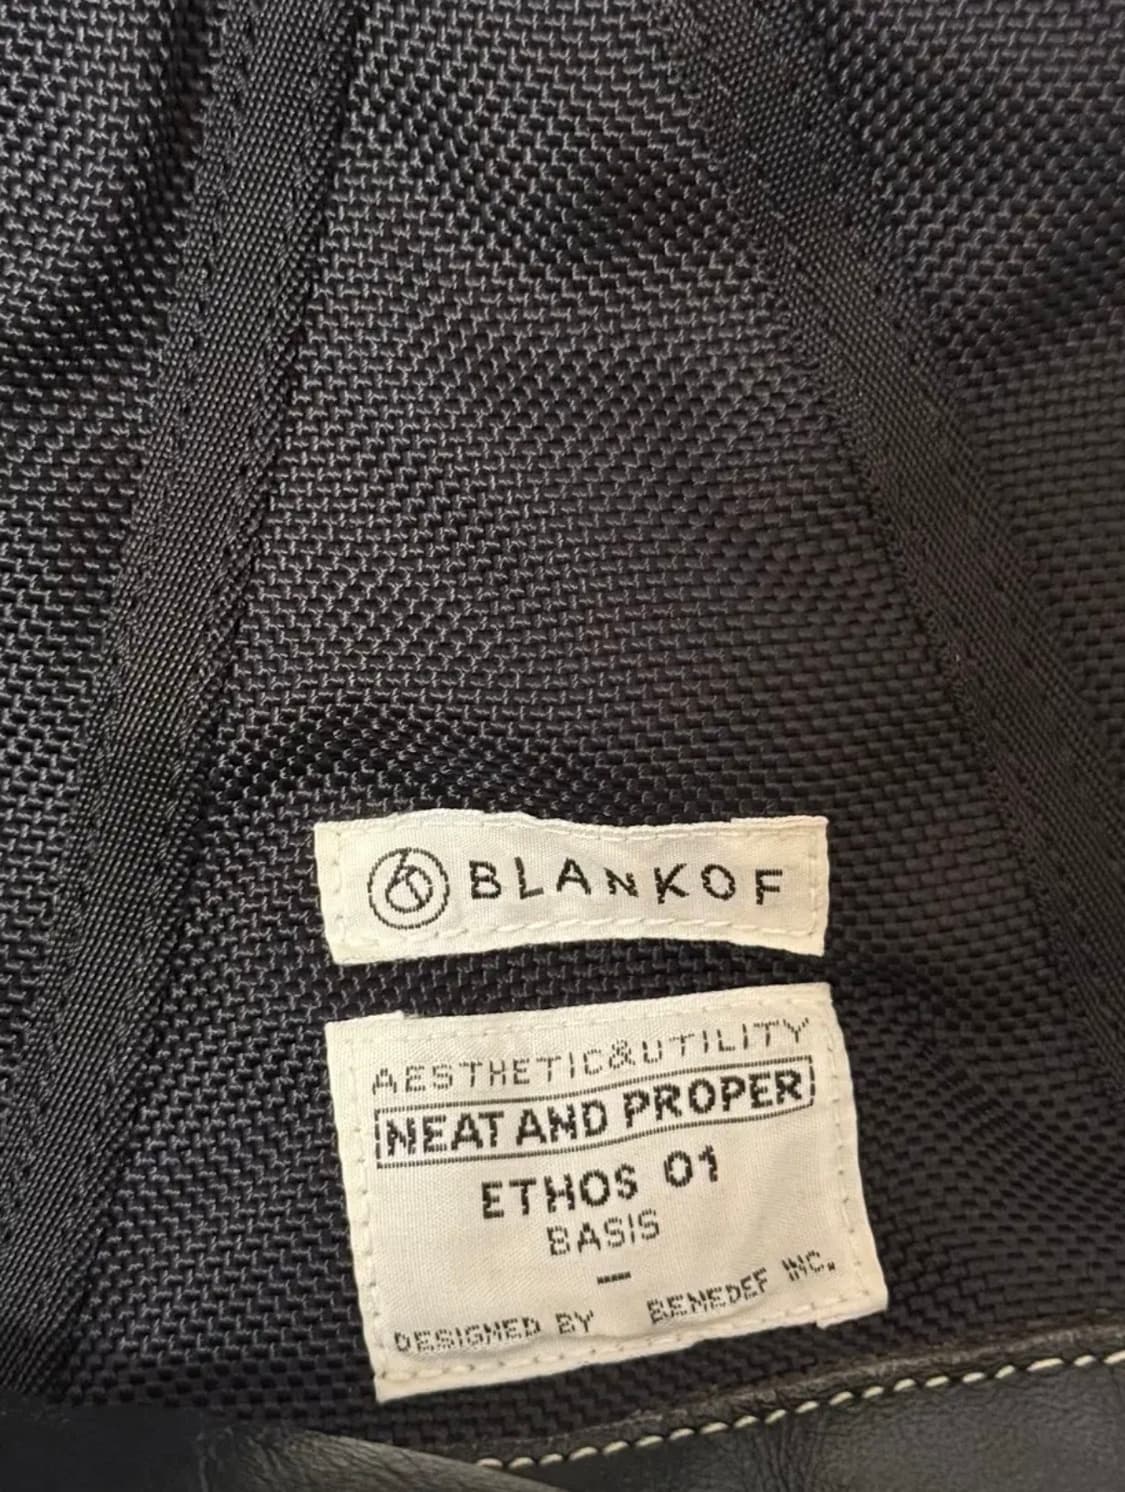 BLANKOF
AESTHETIC&UTILITY
NEAT AND PROPER
ETHOS 01
BASIS
DESIGNED BY BENEDEF INC.